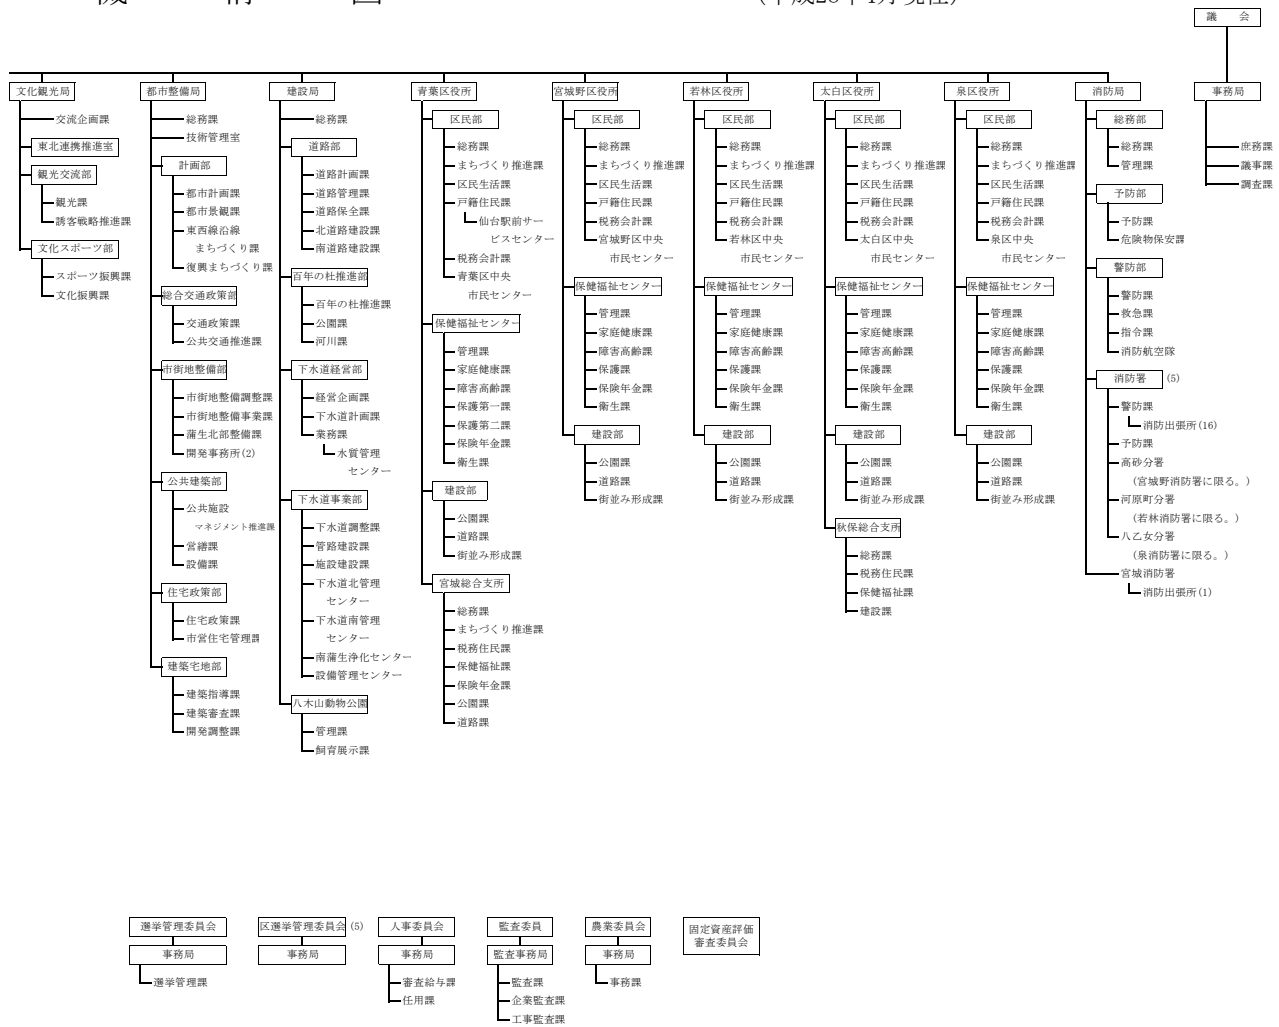 機構図
(平成28年4月現在)
議　会
事務局
庶務課
議事課
調査課
文化観光局
交流企画課
東北連携推進室
観光交流部
観光課
誘客戦略推進課
文化スポーツ部
スポーツ振興課
文化振興課
都市整備局
総務課
技術管理室
計画部
都市計画課
都市景観課
東西線沿線
まちづくり課
復興まちづくり課
総合交通政策部
交通政策課
公共交通推進課
市街地整備部
市街地整備調整課
市街地整備事業課
蒲生北部整備課
開発事務所(2)
公共建築部
公共施設
マネジメント推進課
営繕課
設備課
住宅政策部
住宅政策課
市営住宅管理課
建築宅地部
建築指導課
建築審査課
開発調整課
建設局
総務課
道路部
道路計画課
道路管理課
道路保全課
北道路建設課
南道路建設課
百年の杜推進部
百年の杜推進課
公園課
河川課
下水道経営部
経営企画課
下水道計画課
業務課
水質管理
センター
下水道事業部
下水道調整課
管路建設課
施設建設課
下水道北管理
センター
下水道南管理
センター
南蒲生浄化センター
設備管理センター
八木山動物公園
管理課
飼育展示課
青葉区役所
区民部
総務課
まちづくり推進課
区民生活課
戸籍住民課
仙台駅前サー
ビスセンター
税務会計課
青葉区中央
市民センター
保健福祉センター
管理課
家庭健康課
障害高齢課
保護第一課
保護第二課
保険年金課
衛生課
建設部
公園課
道路課
街並み形成課
宮城総合支所
総務課
まちづくり推進課
税務住民課
保健福祉課
保険年金課
公園課
道路課
宮城野区役所
区民部
総務課
まちづくり推進課
区民生活課
戸籍住民課
税務会計課
宮城野区中央
市民センター
保健福祉センター
管理課
家庭健康課
障害高齢課
保護課
保険年金課
衛生課
建設部
公園課
道路課
街並み形成課
若林区役所
区民部
総務課
まちづくり推進課
区民生活課
戸籍住民課
税務会計課
若林区中央
市民センター
保健福祉センター
管理課
家庭健康課
障害高齢課
保護課
保険年金課
衛生課
建設部
公園課
道路課
街並み形成課
太白区役所
区民部
総務課
まちづくり推進課
区民生活課
戸籍住民課
税務会計課
太白区中央
市民センター
保健福祉センター
管理課
家庭健康課
障害高齢課
保護課
保険年金課
衛生課
建設部
公園課
道路課
街並み形成課
秋保総合支所
総務課
税務住民課
保健福祉課
建設課
泉区役所
区民部
総務課
まちづくり推進課
区民生活課
戸籍住民課
税務会計課
泉区中央
市民センター
保健福祉センター
管理課
家庭健康課
障害高齢課
保護課
保険年金課
衛生課
建設部
公園課
道路課
街並み形成課
消防局
総務部
総務課
管理課
予防部
予防課
危険物保安課
警防部
警防課
救急課
指令課
消防航空隊
消防署 (5)
警防課
消防出張所(16)
予防課
高砂分署
(宮城野消防署に限る。)
河原町分署
(若林消防署に限る。)
八乙女分署
(泉消防署に限る。)
宮城消防署
消防出張所(1)
選挙管理委員会
事務局
選挙管理課
区選挙管理委員会 (5)
事務局
人事委員会
事務局
審査給与課
任用課
監査委員
監査事務局
監査課
企業監査課
工事監査課
農業委員会
事務局
事務課
固定資産評価
審査委員会